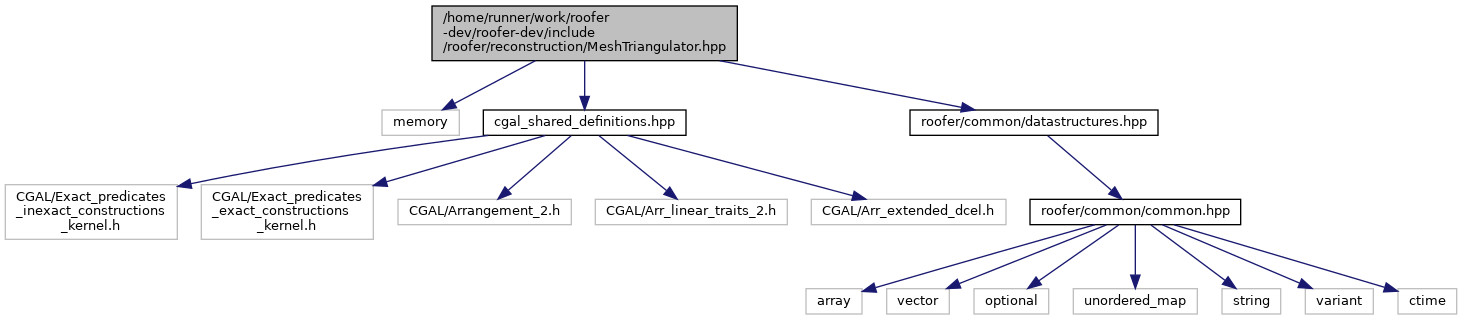 /home/runner/work/roofer
-dev/roofer-dev/include
/roofer/reconstruction/MeshTriangulator.hpp
memory
cgal_shared_definitions.hpp
roofer/common/datastructures.hpp
CGAL/Exact_predicates
_inexact_constructions
_kernel.h
CGAL/Exact_predicates
_exact_constructions
_kernel.h
CGAL/Arrangement_2.h
CGAL/Arr_linear_traits_2.h
CGAL/Arr_extended_dcel.h
roofer/common/common.hpp
array
vector
optional
unordered_map
string
variant
ctime